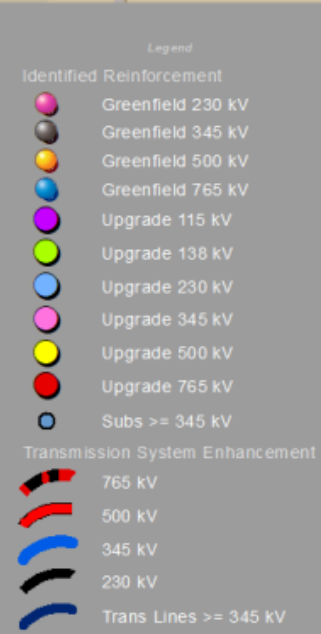 Legend
Identified Reinforcement
Greenfield 230 kV
Greenfield 345 kV
Greenfield 500 kV
Greenfield 765 kV
Upgrade 115 kV
Upgrade 138 kV
Upgrade 230 kV
Upgrade 345 kV
Upgrade 500 kV
Upgrade 765 kV
Subs >= 345 kV
Transmission System Enhancement
765 kV
500 kV
345 kV
230 kV
Trans Lines >= 345 kV